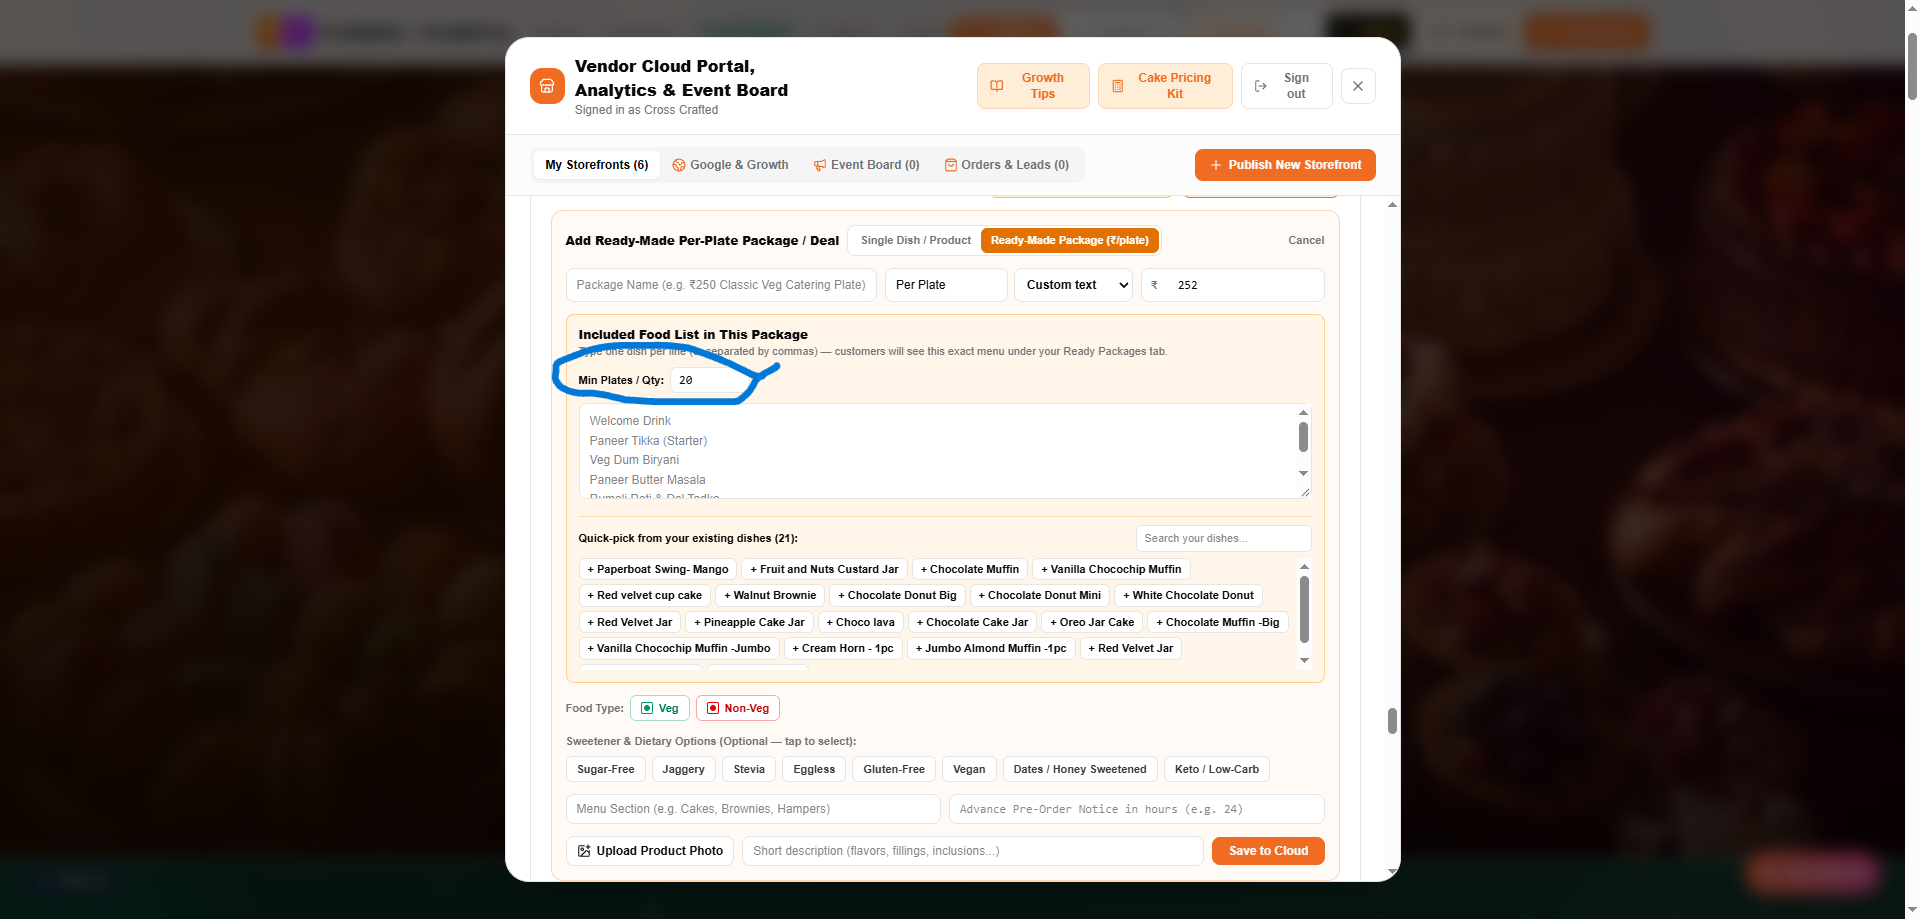 Vendor Cloud Portal,
Analytics & Event Board
Signed in as Cross Crafted
Growth
Tips
Cake Pricing
Kit
Sign
out
My Storefronts (6)
Google & Growth
Event Board (0)
Orders & Leads (0)
Publish New Storefront
Add Ready-Made Per-Plate Package / Deal
Single Dish / Product
Ready-Made Package (₹/plate)
Cancel
Package Name (e.g. ₹250 Classic Veg Catering Plate)
Per Plate
Custom text
₹ 252
Included Food List in This Package
Type one dish per line (or separated by commas) — customers will see this exact menu under your Ready Packages tab.
Min Plates / Qty: 20
Welcome Drink
Paneer Tikka (Starter)
Veg Dum Biryani
Paneer Butter Masala
Rumali Roti & Dal Tadka
Quick-pick from your existing dishes (21):
Search your dishes...
+ Paperboat Swing- Mango
+ Fruit and Nuts Custard Jar
+ Chocolate Muffin
+ Vanilla Chocochip Muffin
+ Red velvet cup cake
+ Walnut Brownie
+ Chocolate Donut Big
+ Chocolate Donut Mini
+ White Chocolate Donut
+ Red Velvet Jar
+ Pineapple Cake Jar
+ Choco lava
+ Chocolate Cake Jar
+ Oreo Jar Cake
+ Chocolate Muffin -Big
+ Vanilla Chocochip Muffin -Jumbo
+ Cream Horn - 1pc
+ Jumbo Almond Muffin -1pc
+ Red Velvet Jar
Food Type:
Veg
Non-Veg
Sweetener & Dietary Options (Optional — tap to select):
Sugar-Free
Jaggery
Stevia
Eggless
Gluten-Free
Vegan
Dates / Honey Sweetened
Keto / Low-Carb
Menu Section (e.g. Cakes, Brownies, Hampers)
Advance Pre-Order Notice in hours (e.g. 24)
Upload Product Photo
Short description (flavors, fillings, inclusions...)
Save to Cloud